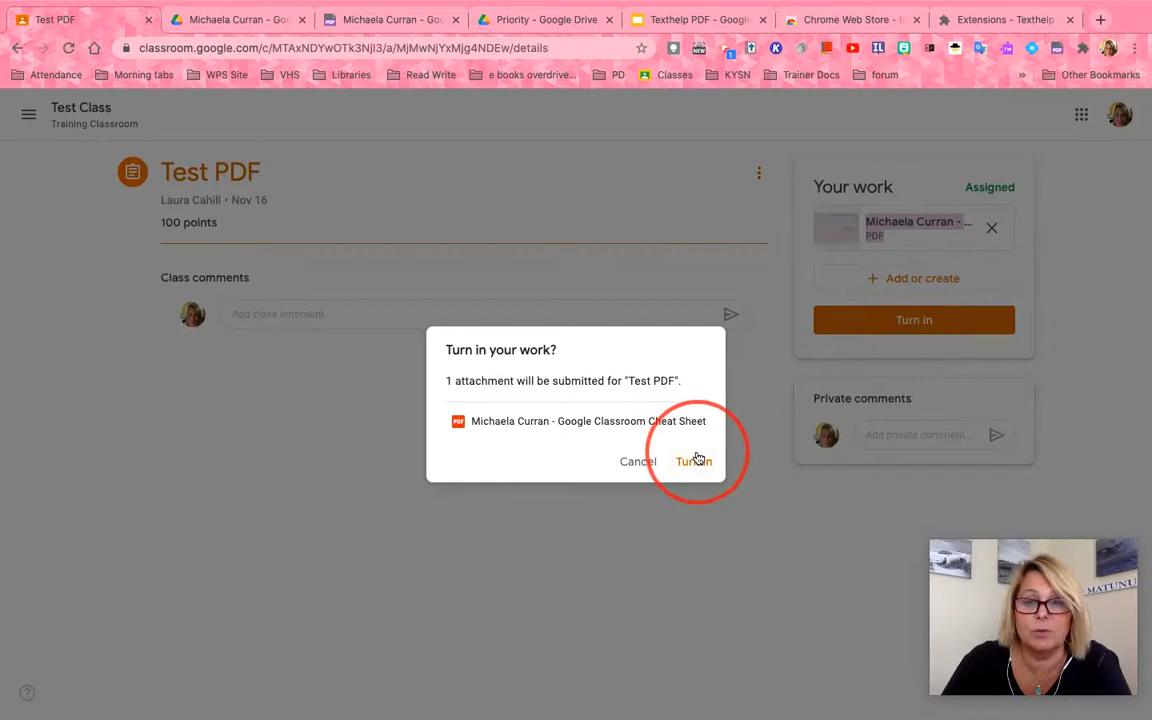 Test PDF
Michaela Curran - Goo
Michaela Curran - Goo
Priority - Google Drive
Texthelp PDF - Google
Chrome Web Store -
Extensions - Texthelp
classroom.google.com/c/MTAxNDYwOTk3Njl3/a/MjMwNjYxMjg4NDEw/details
Attendance
Morning tabs
WPS Site
VHS
Libraries
Read Write
e books overdrive...
PD
Classes
KYSN
Trainer Docs
forum
»
Other Bookmarks
Test Class
Training Classroom
Test PDF
Laura Cahill • Nov 16
100 points
Class comments
Add class comment
Your work
Assigned
Michaela Curran - ...
PDF
+ Add or create
Turn in
Private comments
Add private comment...
Turn in your work?
1 attachment will be submitted for "Test PDF".
PDF Michaela Curran - Google Classroom Cheat Sheet
Cancel
Turn in
MATUNU